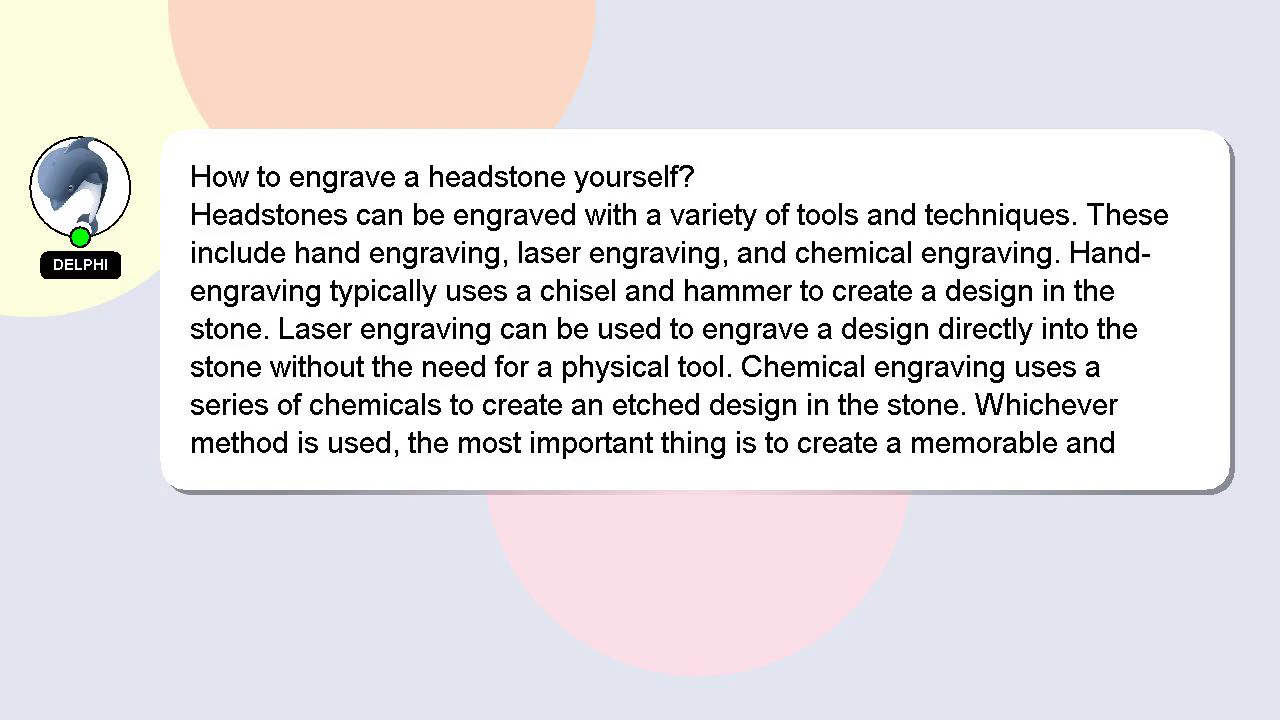 How to engrave a headstone yourself?
Headstones can be engraved with a variety of tools and techniques. These
include hand engraving, laser engraving, and chemical engraving. Hand-
engraving typically uses a chisel and hammer to create a design in the
stone. Laser engraving can be used to engrave a design directly into the
stone without the need for a physical tool. Chemical engraving uses a
series of chemicals to create an etched design in the stone. Whichever
method is used, the most important thing is to create a memorable and
DELPHI